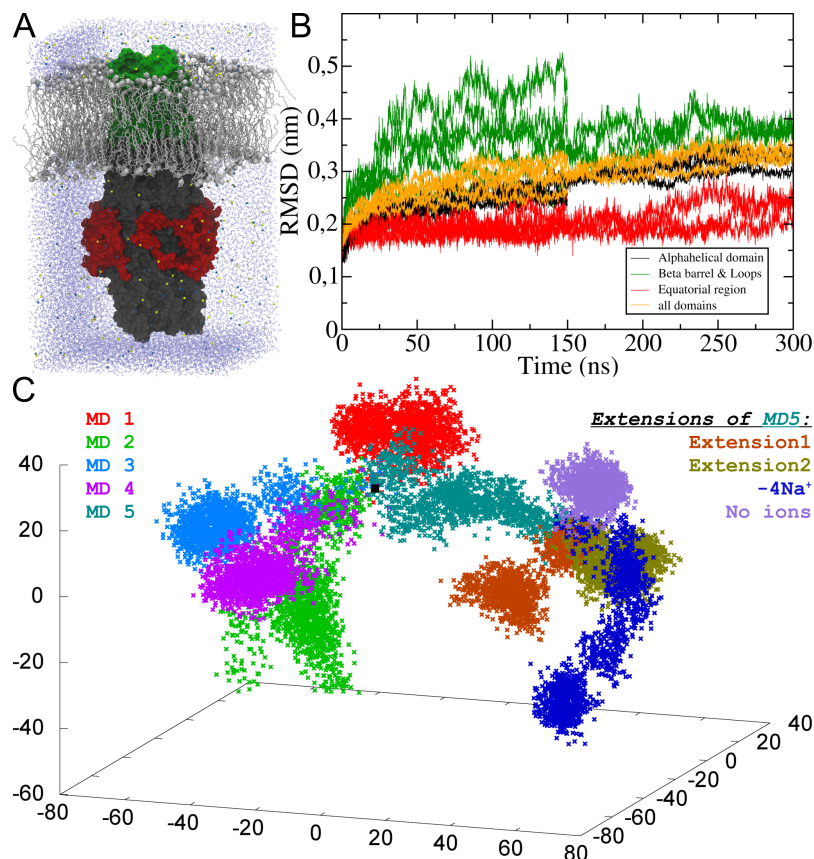 A
B
0,5
0,4
0,3
0,2
0,1
0
RMSD (nm)
Alphahelical domain
Beta barrel & Loops
Equatorial region
all domains
0 50 100 150 200 250 300
Time (ns)
C
MD 1
MD 2
MD 3
MD 4
MD 5
Extensions of MD5:
Extension1
Extension2
-4Na⁺
No ions
40
20
0
-20
-40
-60
-80 -60 -40 -20 0 20 40 60 80
-80
-60
-40
-20
0
20
40